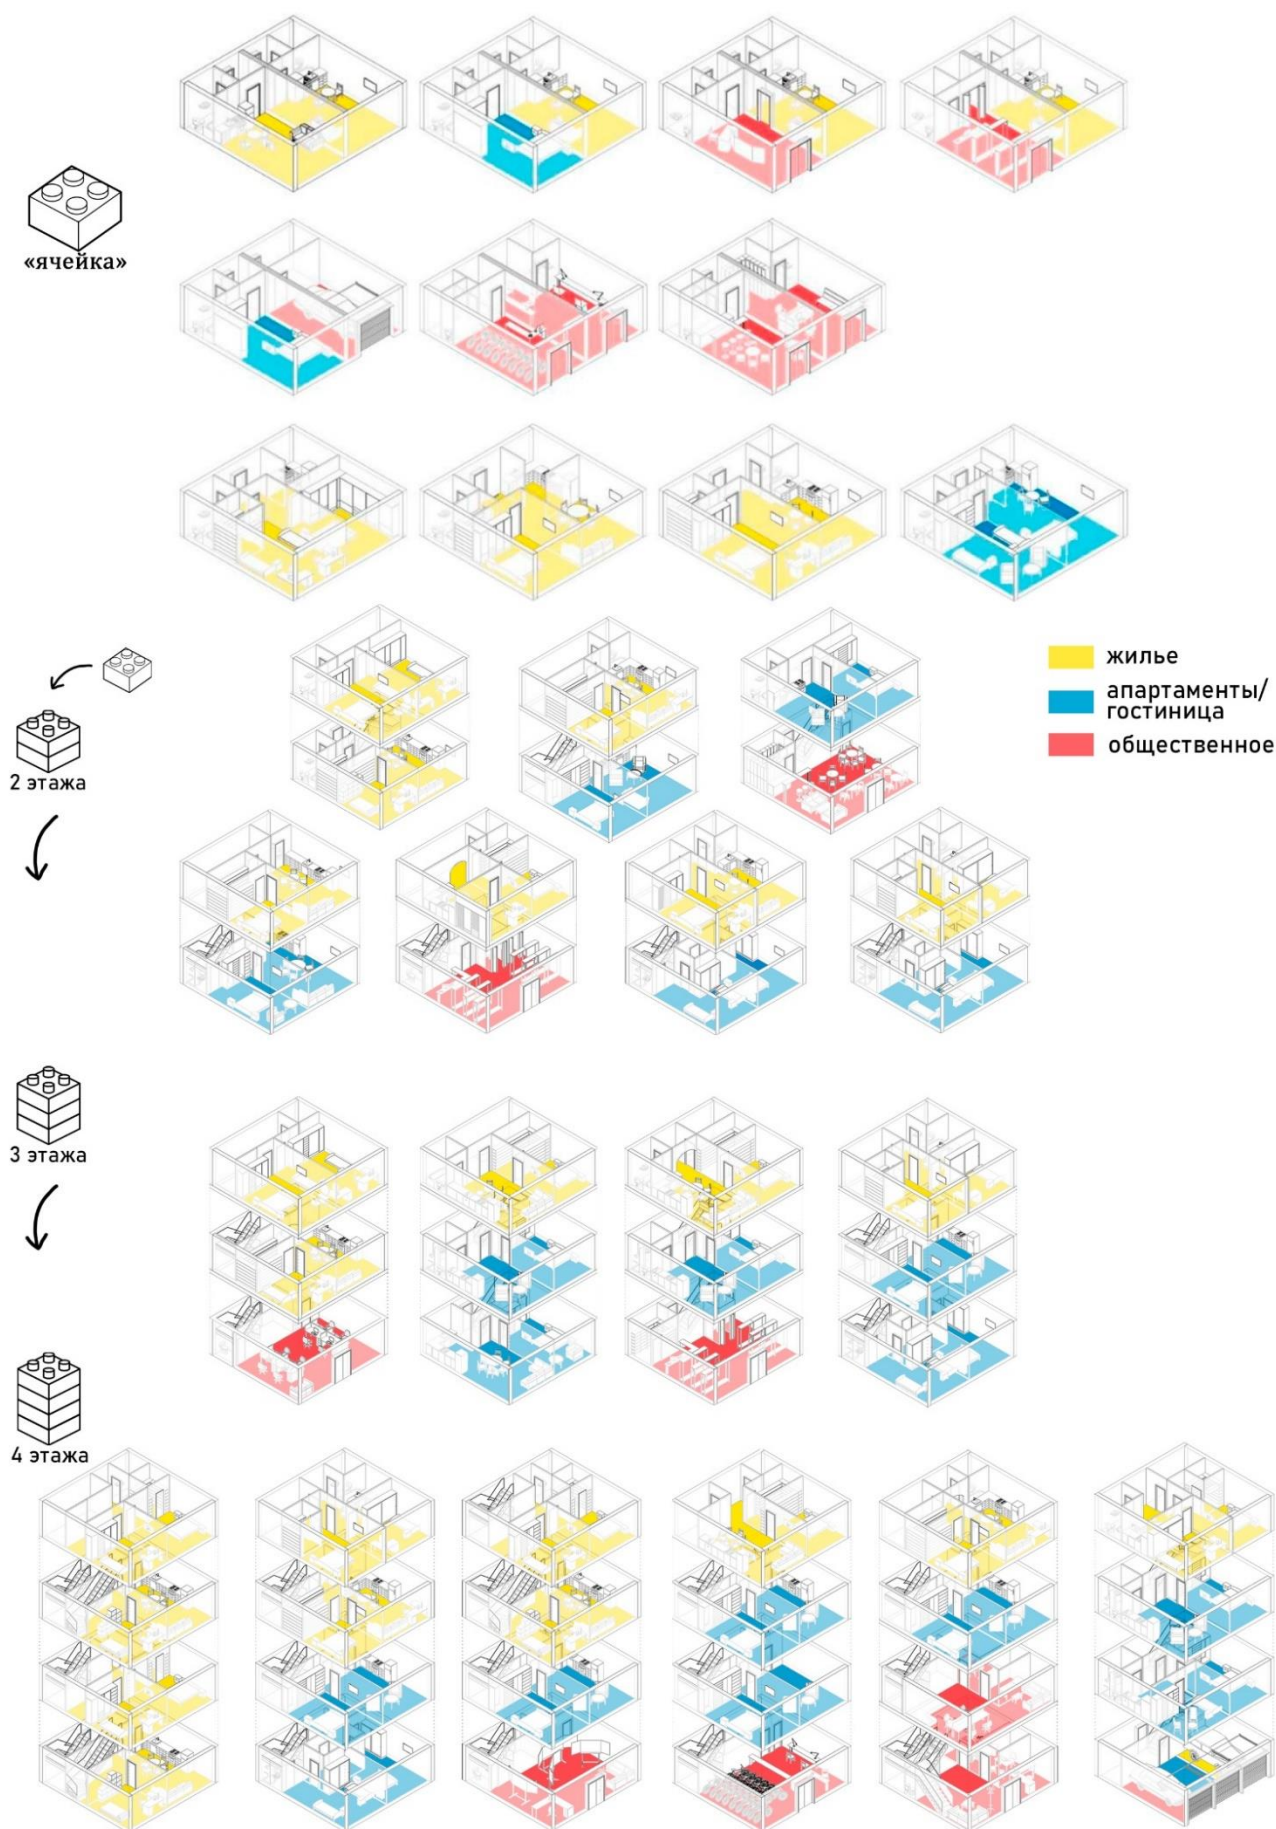 «ячейка»
жилье
апартаменты/
гостиница
общественное
2 этажа
3 этажа
4 этажа